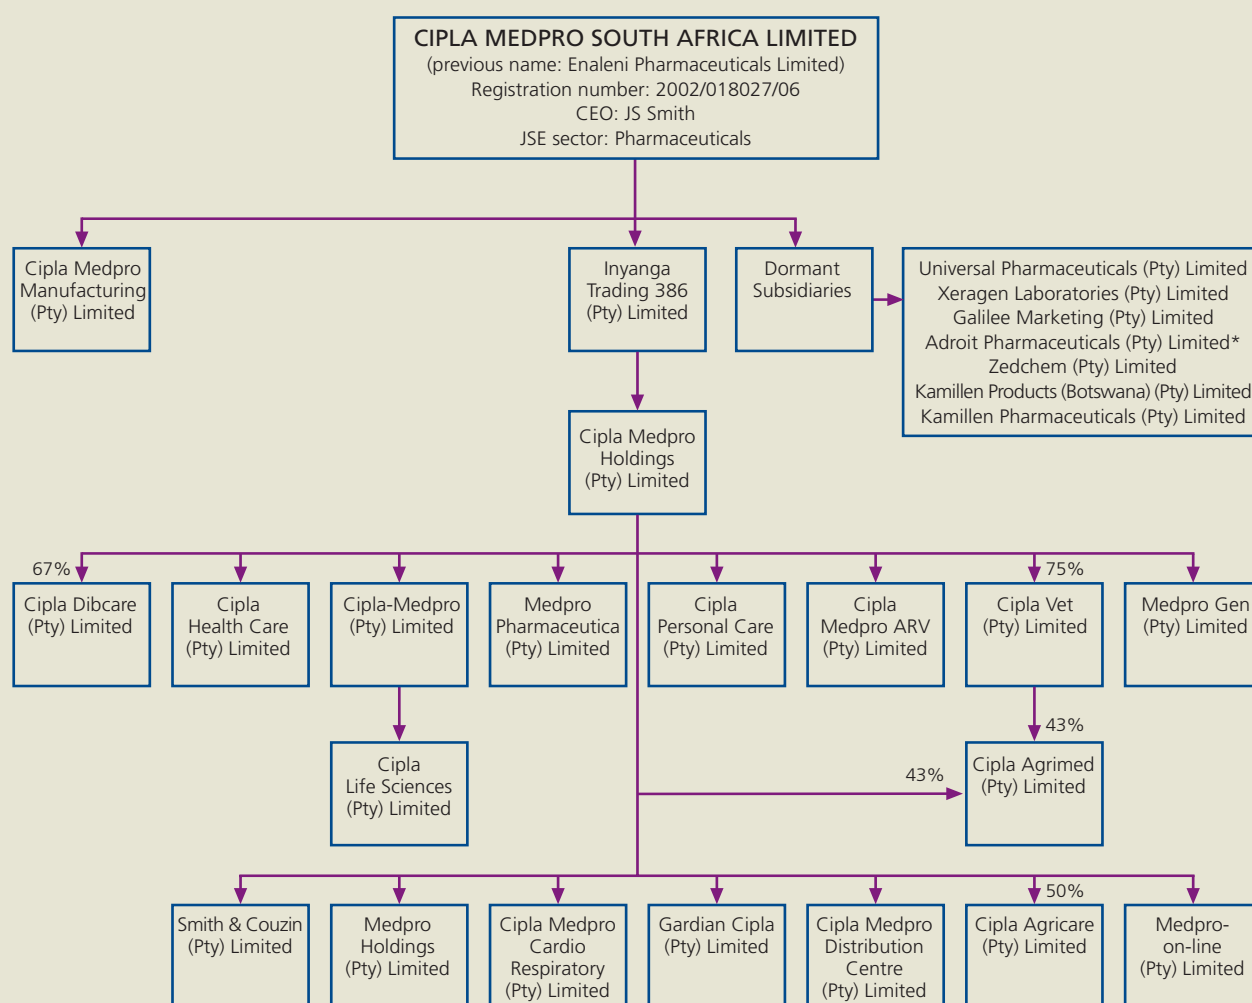 CIPLA MEDPRO SOUTH AFRICA LIMITED
(previous name: Enaleni Pharmaceuticals Limited)
Registration number: 2002/018027/06
CEO: JS Smith
JSE sector: Pharmaceuticals
Cipla Medpro
Manufacturing
(Pty) Limited
Inyanga
Trading 386
(Pty) Limited
Dormant
Subsidiaries
Universal Pharmaceuticals (Pty) Limited
Xeragen Laboratories (Pty) Limited
Galilee Marketing (Pty) Limited
Adroit Pharmaceuticals (Pty) Limited*
Zedchem (Pty) Limited
Kamillen Products (Botswana) (Pty) Limited
Kamillen Pharmaceuticals (Pty) Limited
Cipla Medpro
Holdings
(Pty) Limited
67%
Cipla Dibcare
(Pty) Limited
Cipla
Health Care
(Pty) Limited
Cipla-Medpro
(Pty) Limited
Medpro
Pharmaceutica
(Pty) Limited
Cipla
Personal Care
(Pty) Limited
Cipla
Medpro ARV
(Pty) Limited
75%
Cipla Vet
(Pty) Limited
Medpro Gen
(Pty) Limited
Cipla
Life Sciences
(Pty) Limited
43%
43%
Cipla Agrimed
(Pty) Limited
Smith & Couzin
(Pty) Limited
Medpro
Holdings
(Pty) Limited
Cipla Medpro
Cardio
Respiratory
(Pty) Limited
Gardian Cipla
(Pty) Limited
Cipla Medpro
Distribution
Centre
(Pty) Limited
50%
Cipla Agricare
(Pty) Limited
Medpro-
on-line
(Pty) Limited